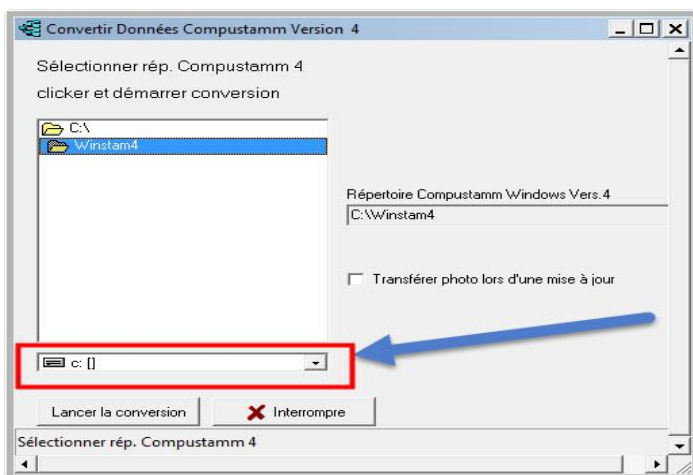 Convertir Données Compustamm Version 4
Sélectionner rép. Compustamm 4
clicker et démarrer conversion
C:\
Winstam4
Répertoire Compustamm Windows Vers.4
C:\Winstam4
Transférer photo lors d'une mise à jour
c: []
Lancer la conversion
Interrompre
Sélectionner rép. Compustamm 4